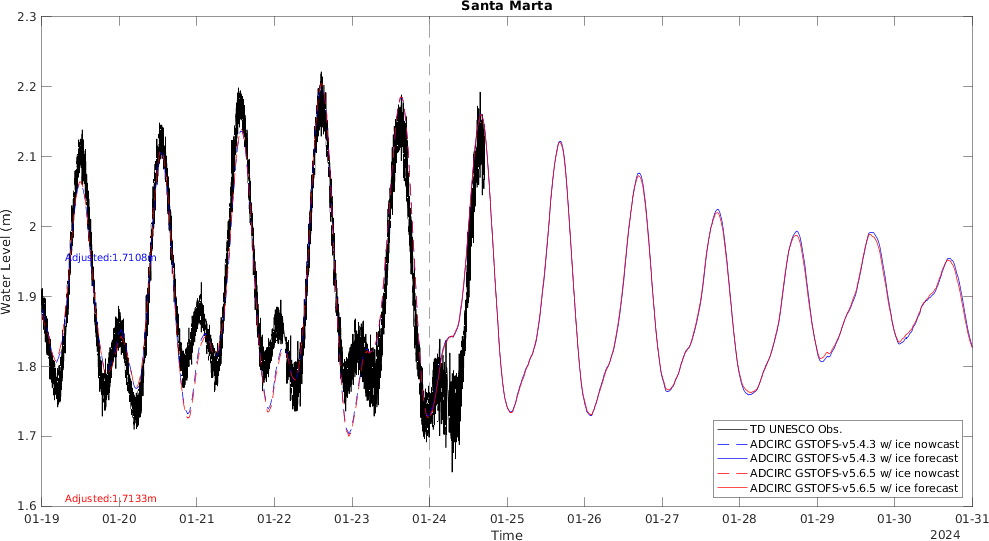 Santa Marta
2.3
2.2
2.1
2
1.9
1.8
1.7
1.6
Water Level (m)
Adjusted:1.7108m
Adjusted:1.7133m
TD UNESCO Obs.
ADCIRC GSTOFS-v5.4.3 w/ ice nowcast
ADCIRC GSTOFS-v5.4.3 w/ ice forecast
ADCIRC GSTOFS-v5.6.5 w/ ice nowcast
ADCIRC GSTOFS-v5.6.5 w/ ice forecast
01-19 01-20 01-21 01-22 01-23 01-24 01-25 01-26 01-27 01-28 01-29 01-30 01-31
Time
2024